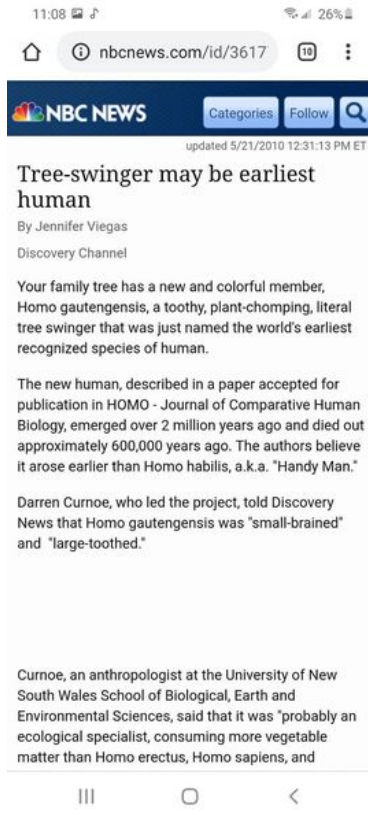 11:08
26%
nbcnews.com/id/3617
10
NBC NEWS
Categories
Follow
updated 5/21/2010 12:31:13 PM ET
Tree-swinger may be earliest
human
By Jennifer Viegas
Discovery Channel
Your family tree has a new and colorful member,
Homo gautengensis, a toothy, plant-chomping, literal
tree swinger that was just named the world's earliest
recognized species of human.
The new human, described in a paper accepted for
publication in HOMO - Journal of Comparative Human
Biology, emerged over 2 million years ago and died out
approximately 600,000 years ago. The authors believe
it arose earlier than Homo habilis, a.k.a. "Handy Man."
Darren Curnoe, who led the project, told Discovery
News that Homo gautengensis was "small-brained"
and "large-toothed."
Curnoe, an anthropologist at the University of New
South Wales School of Biological, Earth and
Environmental Sciences, said that it was "probably an
ecological specialist, consuming more vegetable
matter than Homo erectus, Homo sapiens, and